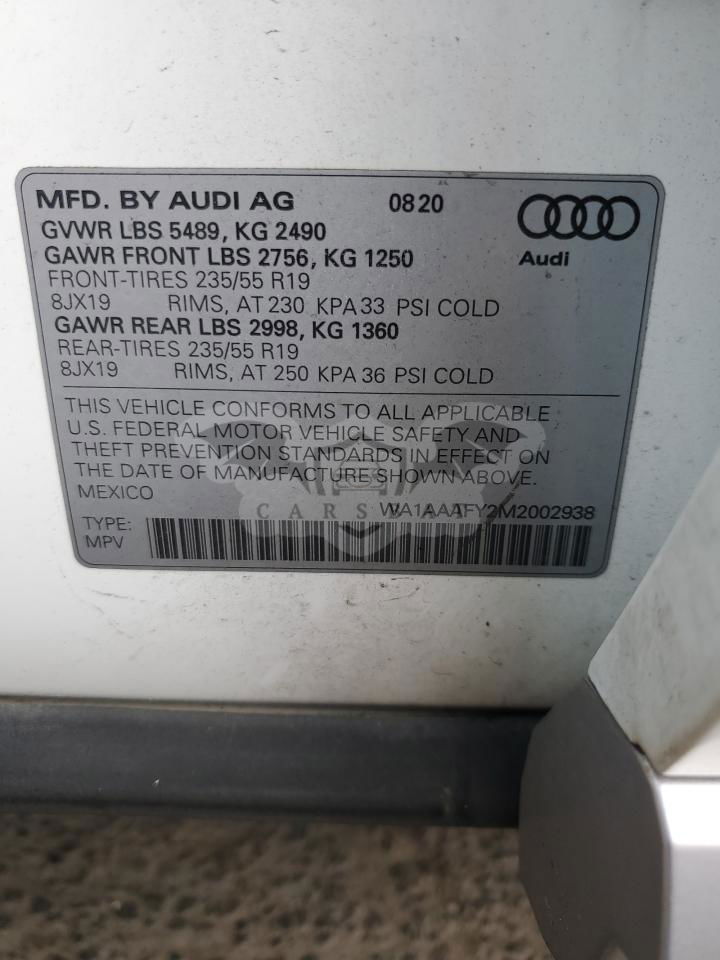 MFD. BY AUDI AG 08 20
GVWR LBS 5489, KG 2490
GAWR FRONT LBS 2756, KG 1250
Audi
FRONT-TIRES 235/55 R19
8JX19 RIMS, AT 230 KPA 33 PSI COLD
GAWR REAR LBS 2998, KG 1360
REAR-TIRES 235/55 R19
8JX19 RIMS, AT 250 KPA 36 PSI COLD
THIS VEHICLE CONFORMS TO ALL APPLICABLE
U.S. FEDERAL MOTOR VEHICLE SAFETY AND
THEFT PREVENTION STANDARDS IN EFFECT ON
THE DATE OF MANUFACTURE SHOWN ABOVE.
MEXICO
WA1AAAFY2M2002938
TYPE:
MPV